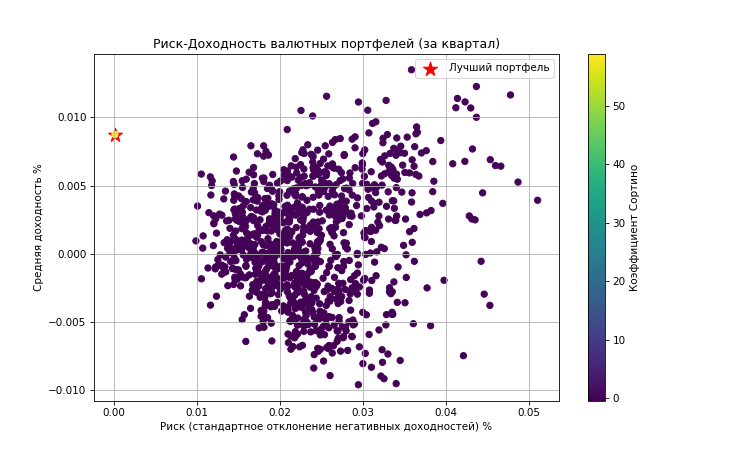 Риск-Доходность валютных портфелей (за квартал)
Лучший портфель
Средняя доходность %
0.010
0.005
0.000
−0.005
−0.010
0.00 0.01 0.02 0.03 0.04 0.05
Риск (стандартное отклонение негативных доходностей) %
50
40
30
20
10
0
Коэффициент Сортино